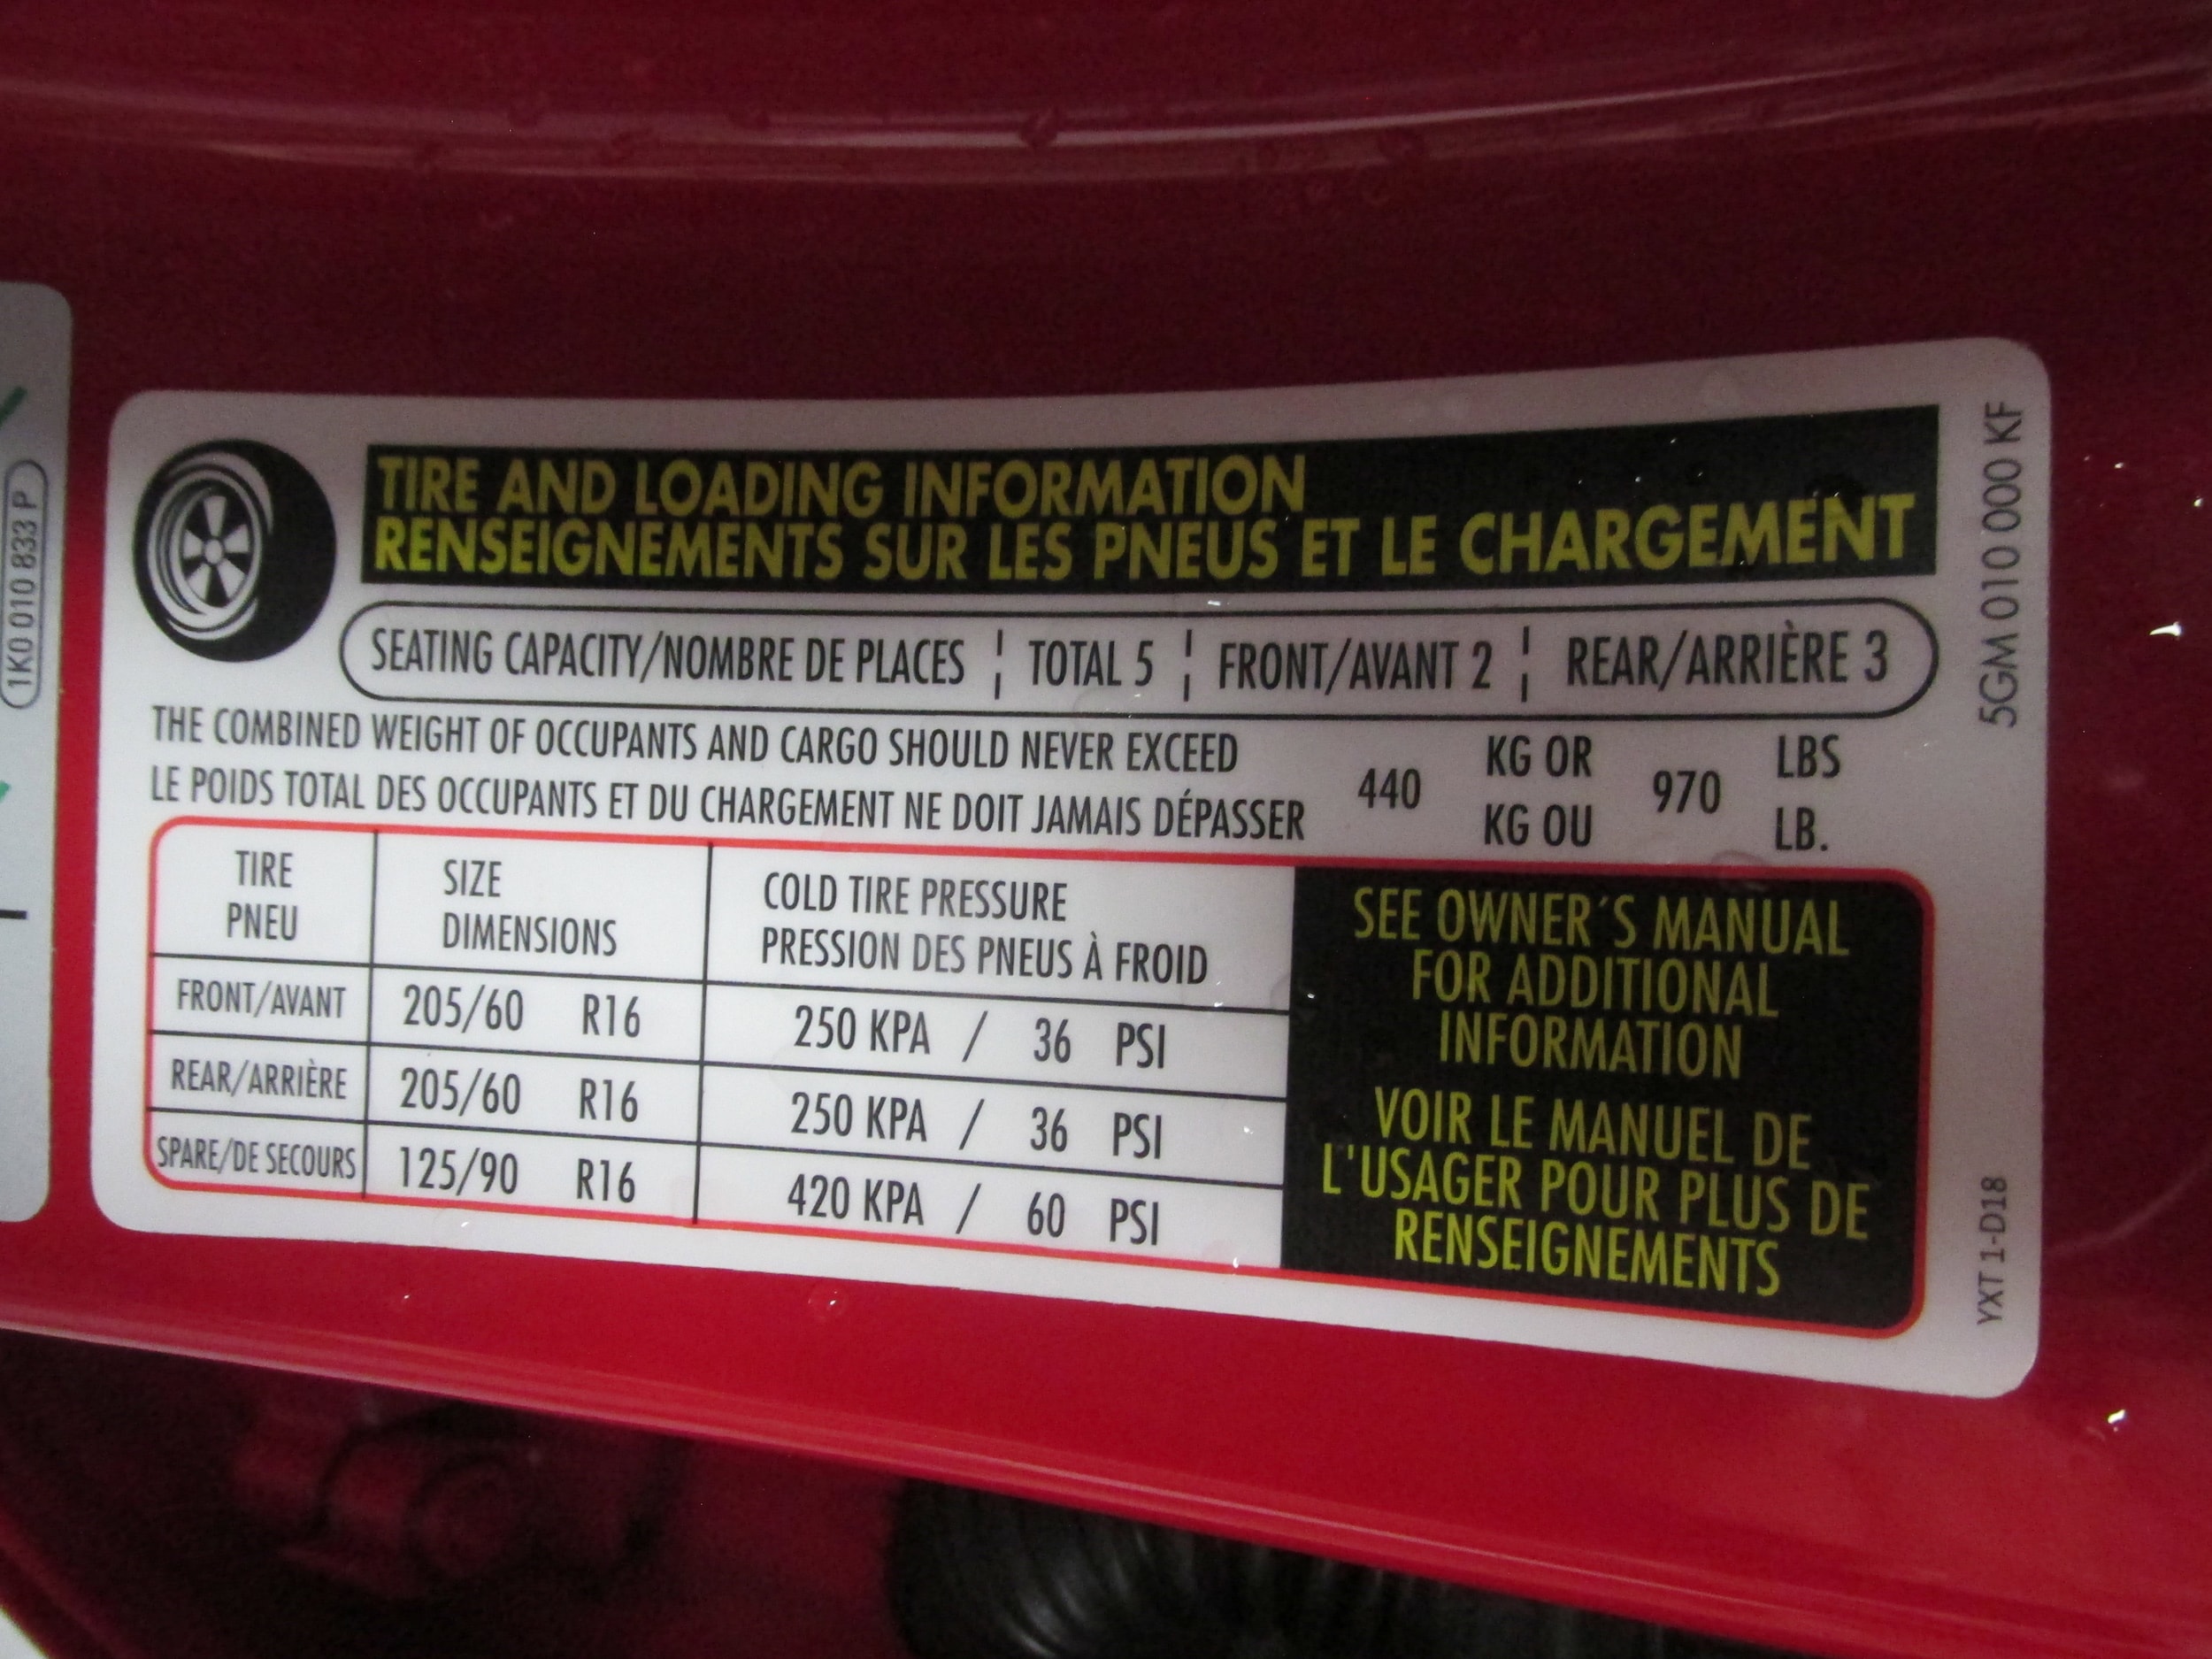 TIRE AND LOADING INFORMATION
RENSEIGNEMENTS SUR LES PNEUS ET LE CHARGEMENT
SEATING CAPACITY/NOMBRE DE PLACES ¦ TOTAL 5 ¦ FRONT/AVANT 2 ¦ REAR/ARRIÈRE 3
THE COMBINED WEIGHT OF OCCUPANTS AND CARGO SHOULD NEVER EXCEED
LE POIDS TOTAL DES OCCUPANTS ET DU CHARGEMENT NE DOIT JAMAIS DÉPASSER
440 KG OR 970 LBS
KG OU LB.
TIRE SIZE COLD TIRE PRESSURE
PNEU DIMENSIONS PRESSION DES PNEUS À FROID
FRONT/AVANT 205/60 R16 250 KPA / 36 PSI
REAR/ARRIÈRE 205/60 R16 250 KPA / 36 PSI
SPARE/DE SECOURS 125/90 R16 420 KPA / 60 PSI
SEE OWNER´S MANUAL
FOR ADDITIONAL
INFORMATION
VOIR LE MANUEL DE
L'USAGER POUR PLUS DE
RENSEIGNEMENTS
5GM 010 000 KF
YXT 1-D18
1K0 010 833 P